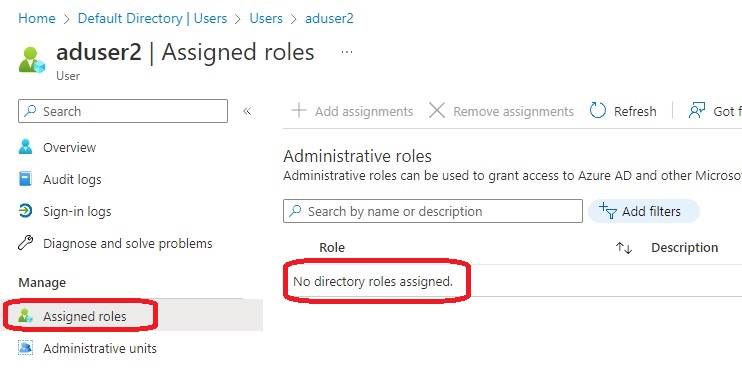 Home > Default Directory | Users > Users > aduser2
aduser2 | Assigned roles ...
User
Search
«
Add assignments
Remove assignments
Refresh
Got f
Overview
Audit logs
Sign-in logs
Diagnose and solve problems
Manage
Assigned roles
Administrative units
Administrative roles
Administrative roles can be used to grant access to Azure AD and other Microso
Search by name or description
Add filters
Role
Description
No directory roles assigned.